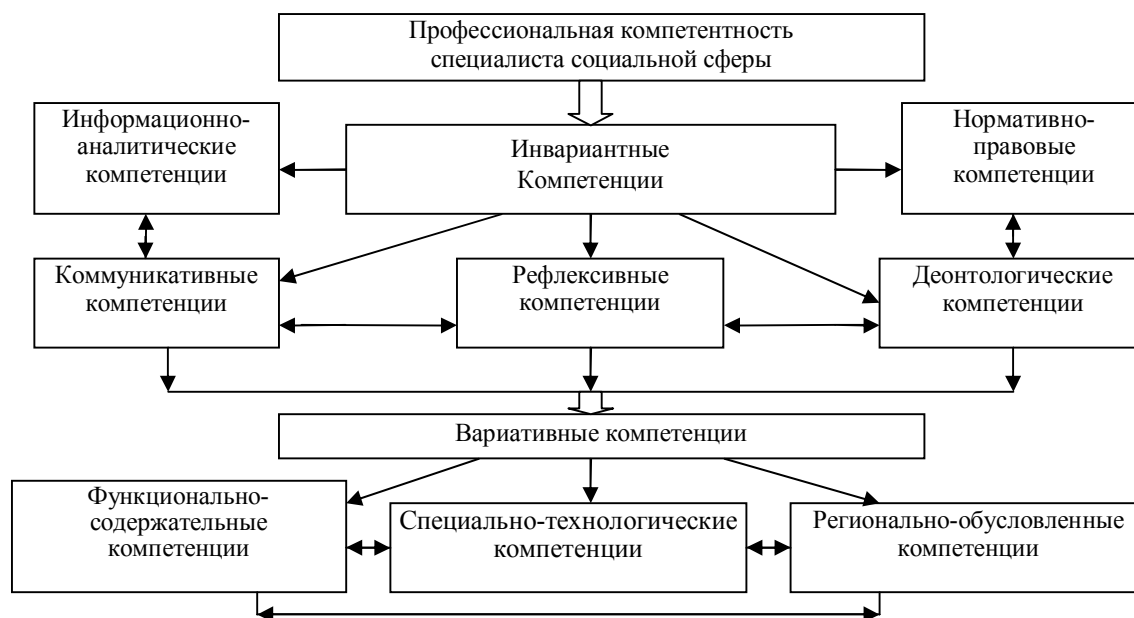 Профессиональная компетентность
специалиста социальной сферы
Информационно-
аналитические
компетенции
Инвариантные
Компетенции
Нормативно-
правовые
компетенции
Коммуникативные
компетенции
Рефлексивные
компетенции
Деонтологические
компетенции
Вариативные компетенции
Функционально-
содержательные
компетенции
Специально-технологические
компетенции
Регионально-обусловленные
компетенции